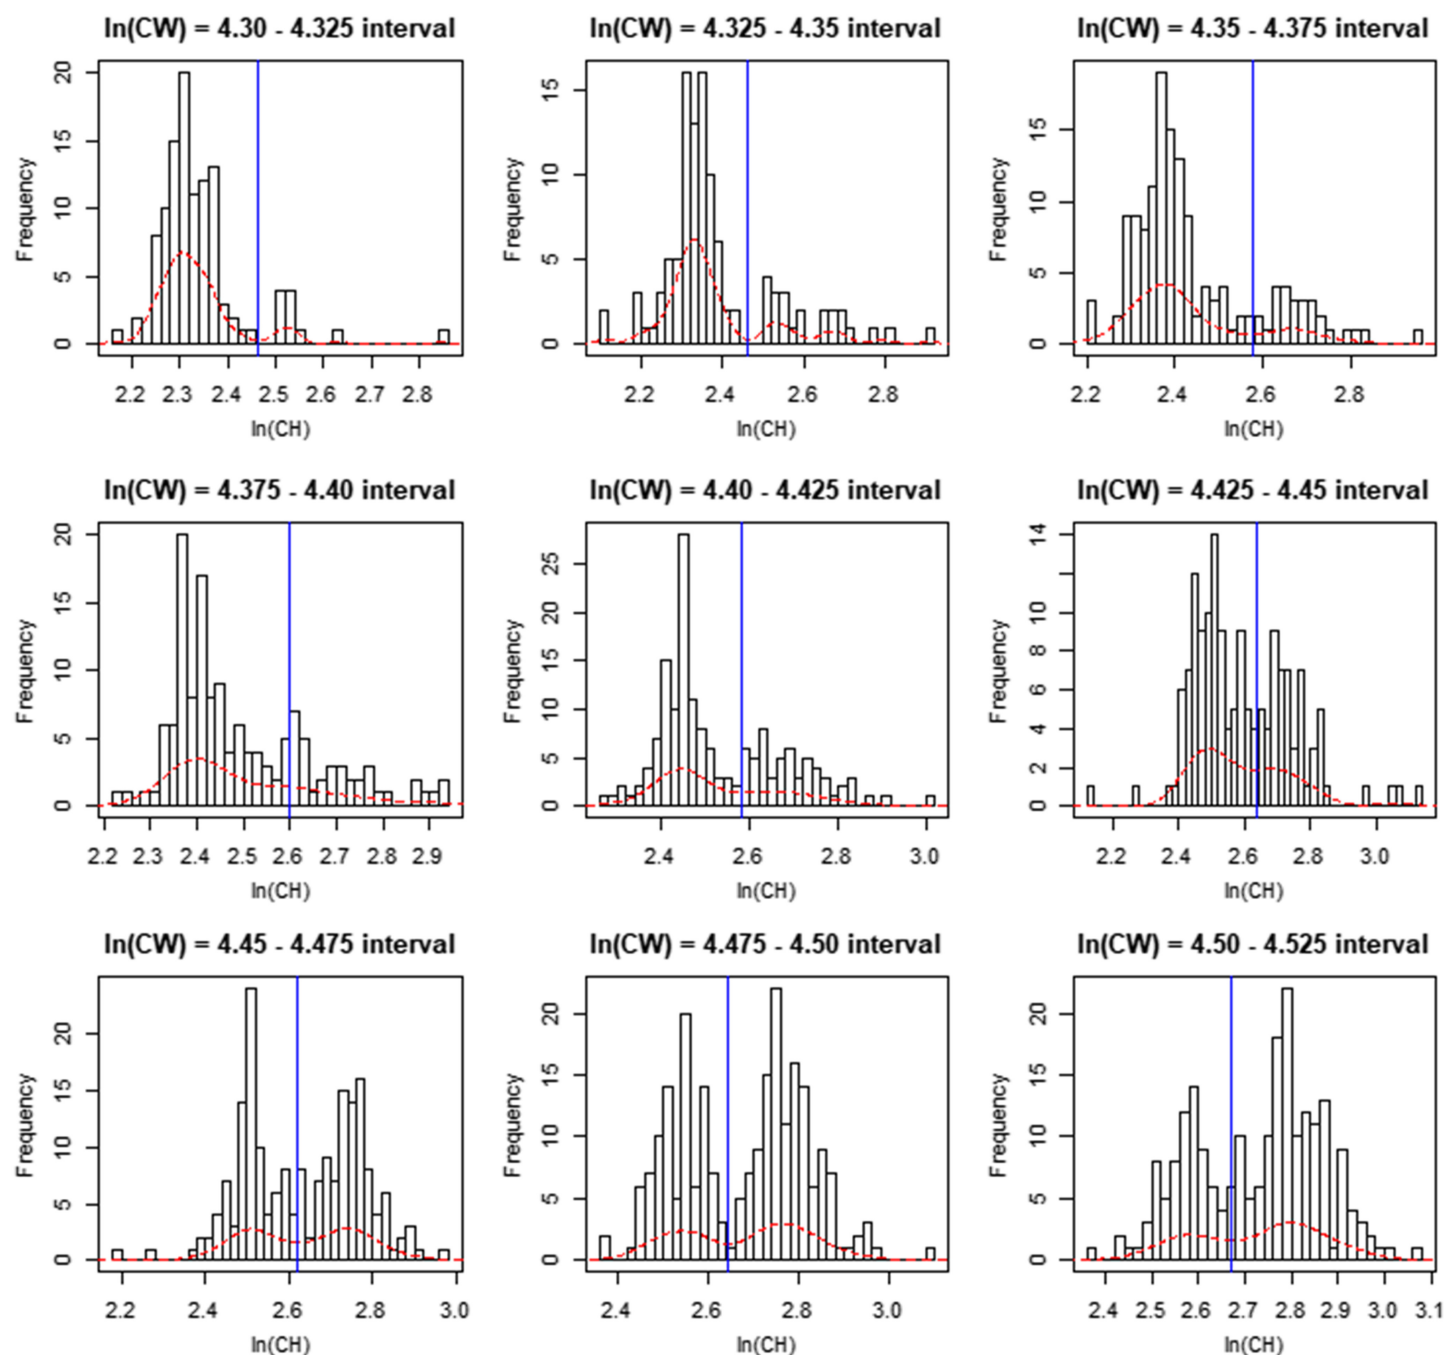 ln(CW) = 4.30 - 4.325 interval
ln(CW) = 4.325 - 4.35 interval
ln(CW) = 4.35 - 4.375 interval
Frequency
20
15
10
5
0
2.2 2.3 2.4 2.5 2.6 2.7 2.8
ln(CH)
Frequency
15
10
5
0
2.2 2.4 2.6 2.8
ln(CH)
Frequency
15
10
5
0
2.2 2.4 2.6 2.8
ln(CH)
ln(CW) = 4.375 - 4.40 interval
ln(CW) = 4.40 - 4.425 interval
ln(CW) = 4.425 - 4.45 interval
Frequency
20
15
10
5
0
2.2 2.3 2.4 2.5 2.6 2.7 2.8 2.9
ln(CH)
Frequency
25
20
15
10
5
0
2.4 2.6 2.8 3.0
ln(CH)
Frequency
14
10
8
6
4
2
0
2.2 2.4 2.6 2.8 3.0
ln(CH)
ln(CW) = 4.45 - 4.475 interval
ln(CW) = 4.475 - 4.50 interval
ln(CW) = 4.50 - 4.525 interval
Frequency
20
15
10
5
0
2.2 2.4 2.6 2.8 3.0
ln(CH)
Frequency
20
15
10
5
0
2.4 2.6 2.8 3.0
ln(CH)
Frequency
20
15
10
5
0
2.4 2.5 2.6 2.7 2.8 2.9 3.0 3.1
ln(CH)